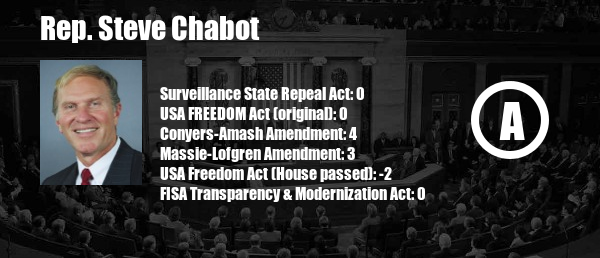 Rep. Steve Chabot
Surveillance State Repeal Act: 0
USA FREEDOM Act (original): 0
Conyers-Amash Amendment: 4
Massie-Lofgren Amendment: 3
USA Freedom Act (House passed): -2
FISA Transparency & Modernization Act: 0
A